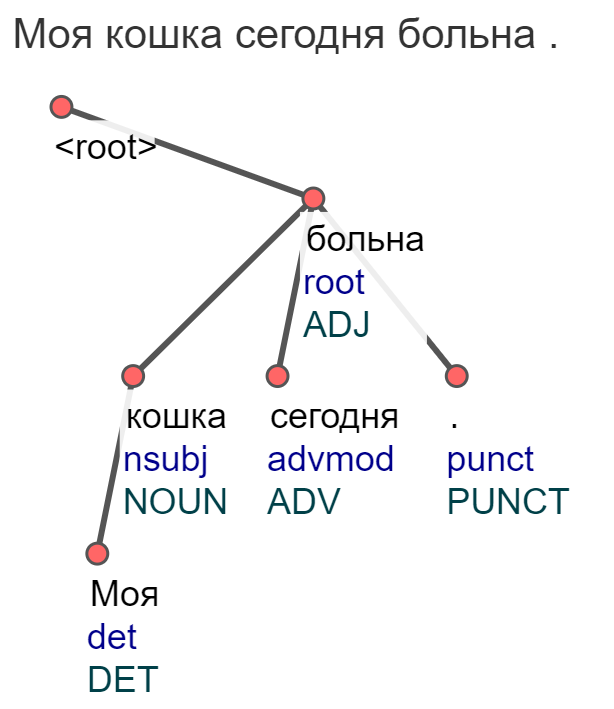 Моя кошка сегодня больна .
<root>
больна
root
ADJ
кошка сегодня .
nsubj advmod punct
NOUN ADV PUNCT
Моя
det
DET